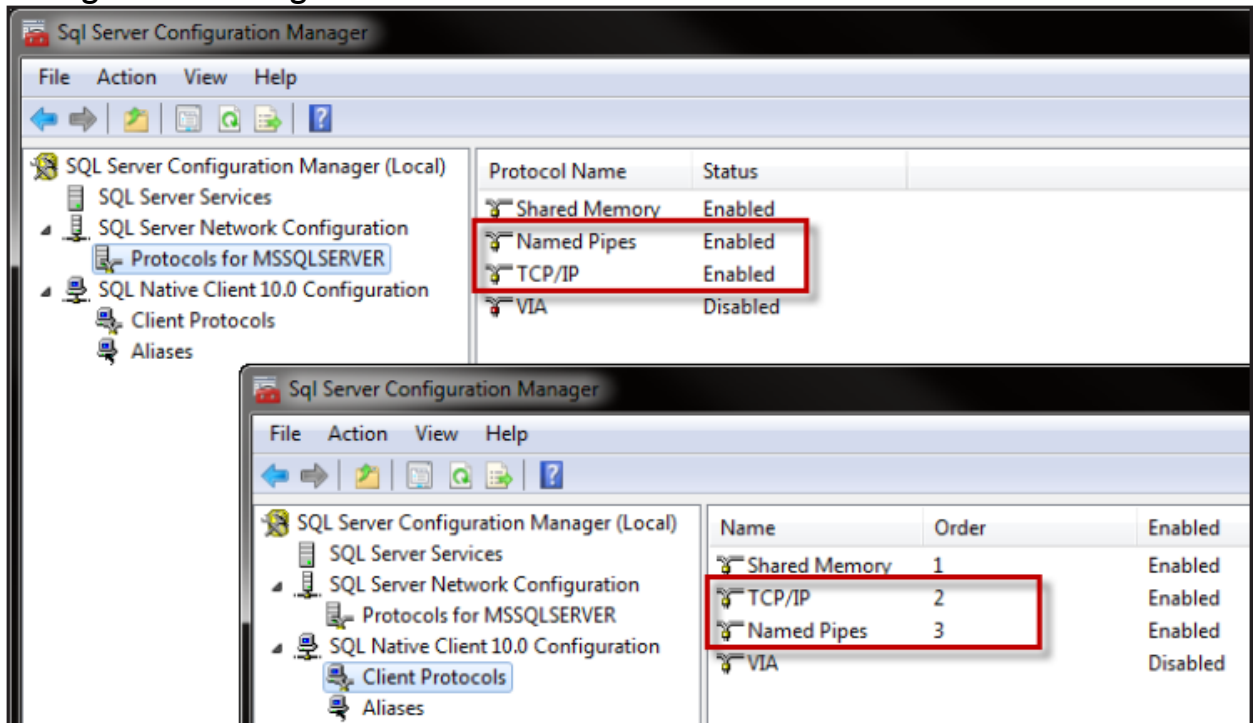 Sql Server Configuration Manager
File Action View Help
SQL Server Configuration Manager (Local)
SQL Server Services
SQL Server Network Configuration
Protocols for MSSQLSERVER
SQL Native Client 10.0 Configuration
Client Protocols
Aliases
Protocol Name Status
Shared Memory Enabled
Named Pipes Enabled
TCP/IP Enabled
VIA Disabled
Sql Server Configuration Manager
File Action View Help
SQL Server Configuration Manager (Local)
SQL Server Services
SQL Server Network Configuration
Protocols for MSSQLSERVER
SQL Native Client 10.0 Configuration
Client Protocols
Aliases
Name Order Enabled
Shared Memory 1 Enabled
TCP/IP 2 Enabled
Named Pipes 3 Enabled
VIA Disabled